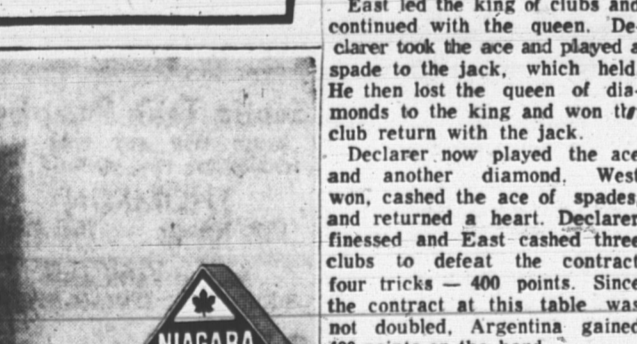 East led the king of clubs and
continued with the queen. De-
clarer took the ace and played a
spade to the jack, which held.
He then lost the queen of dia-
monds to the king and won the
club return with the jack.
Declarer now played the ace
and another diamond. West
won, cashed the ace of spades,
and returned a heart. Declarer
finessed and East cashed three
clubs to defeat the contract
four tricks — 400 points. Since
the contract at this table was
not doubled, Argentina gained
points on the hand.
NIAGARA